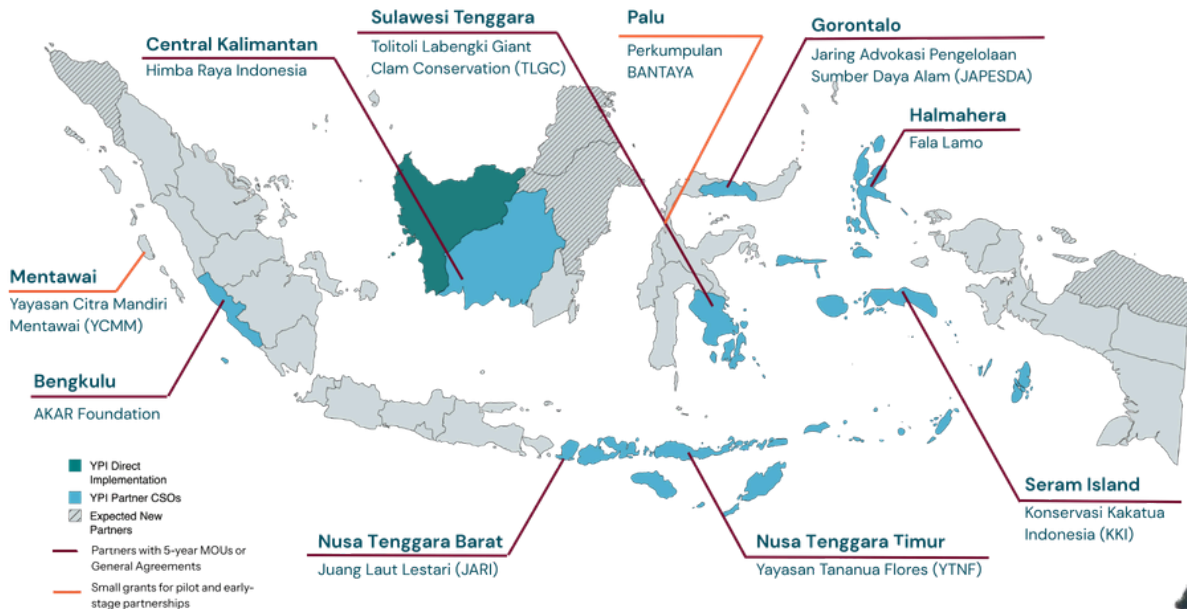 Sulawesi Tenggara
Tolitoli Labengki Giant
Clam Conservation (TLGC)
Palu
Perkumpulan
BANTAYA
Gorontalo
Jaring Advokasi Pengelolaan
Sumber Daya Alam (JAPESDA)
Central Kalimantan
Himba Raya Indonesia
Halmahera
Fala Lamo
Mentawai
Yayasan Citra Mandiri
Mentawai (YCMM)
Bengkulu
AKAR Foundation
YPI Direct
Implementation
YPI Partner CSOs
Expected New
Partners
Partners with 5-year MOUs or
General Agreements
Small grants for pilot and early-
stage partnerships
Nusa Tenggara Barat
Juang Laut Lestari (JARI)
Nusa Tenggara Timur
Yayasan Tananua Flores (YTNF)
Seram Island
Konservasi Kakatua
Indonesia (KKI)